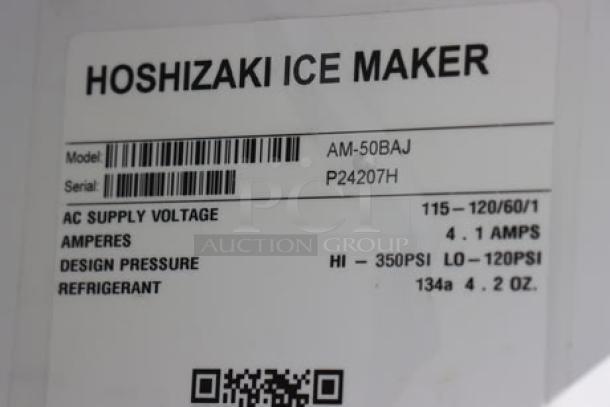 HOSHIZAKI ICE MAKER
Model: AM-50BAJ
Serial: P24207H
AC SUPPLY VOLTAGE 115-120/60/1
AMPERES 4.1 AMPS
DESIGN PRESSURE HI - 350PSI LO-120PSI
REFRIGERANT 134a 4.2 OZ.
PCI
AUCTION GROUP